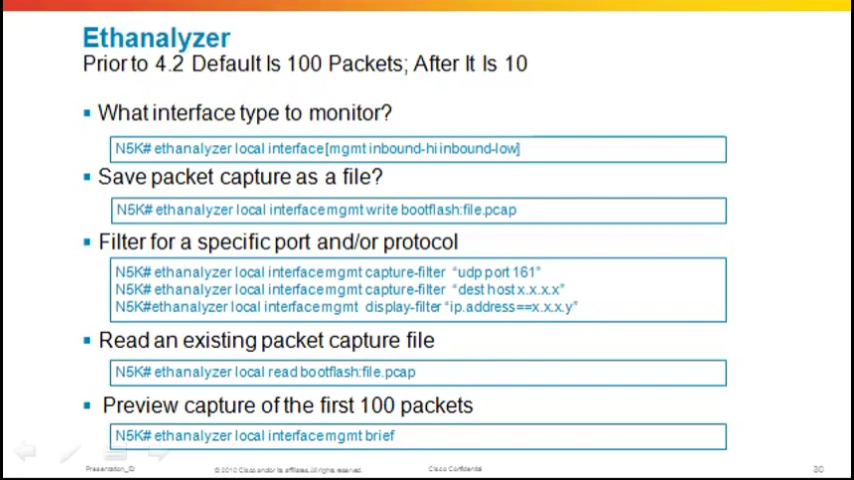 Ethanalyzer
Prior to 4.2 Default Is 100 Packets; After It Is 10
What interface type to monitor?
N5K# ethanalyzer local interface[mgmt inbound-hi inbound-low]
Save packet capture as a file?
N5K# ethanalyzer local interface mgmt write bootflash:file.pcap
Filter for a specific port and/or protocol
N5K# ethanalyzer local interface mgmt capture-filter “udp port 161”
N5K# ethanalyzer local interface mgmt capture-filter “dest host x.x.x.x”
N5K#ethanalyzer local interface mgmt display-filter “ip.address==x.x.x.y”
Read an existing packet capture file
N5K# ethanalyzer local read bootflash:file.pcap
Preview capture of the first 100 packets
N5K# ethanalyzer local interface mgmt brief
Presentation_ID © 2010 Cisco and/or its affiliates. All rights reserved. Cisco Confidential 30